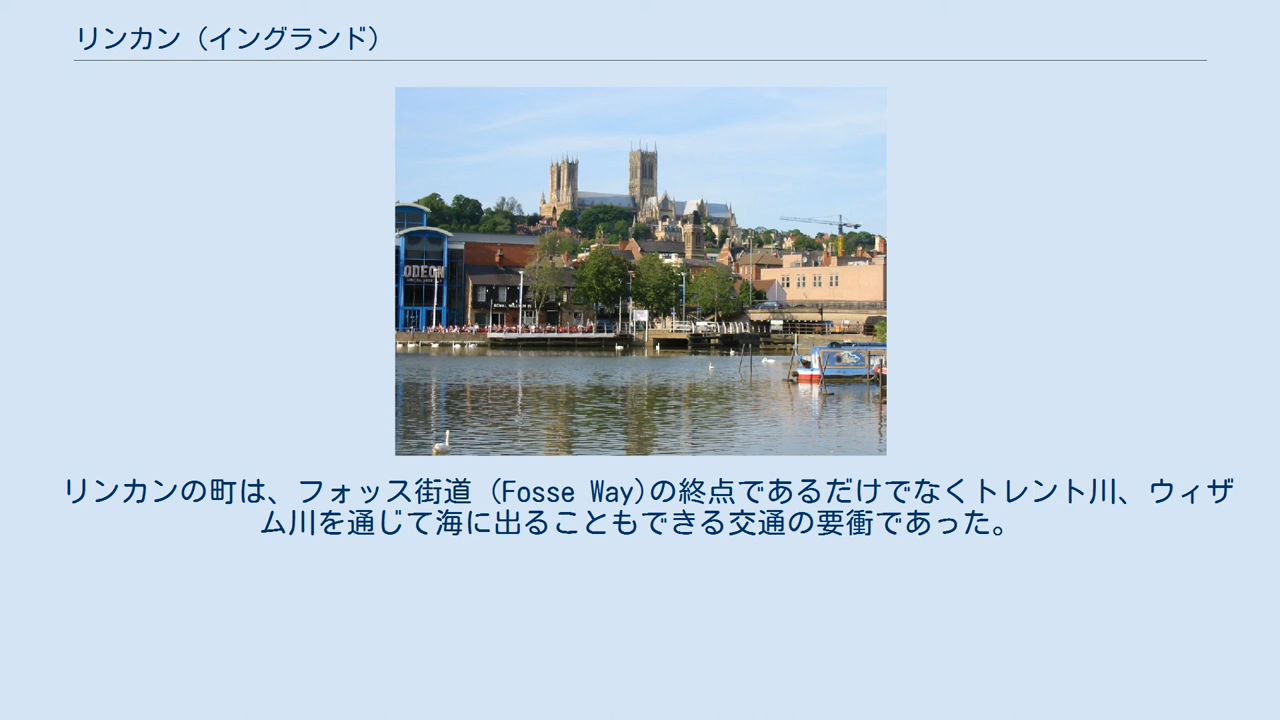 リンカン（イングランド）
ODEON
リンカンの町は、フォッス街道 (Fosse Way)の終点であるだけでなくトレント川、ウィザ
ム川を通じて海に出ることもできる交通の要衝であった。